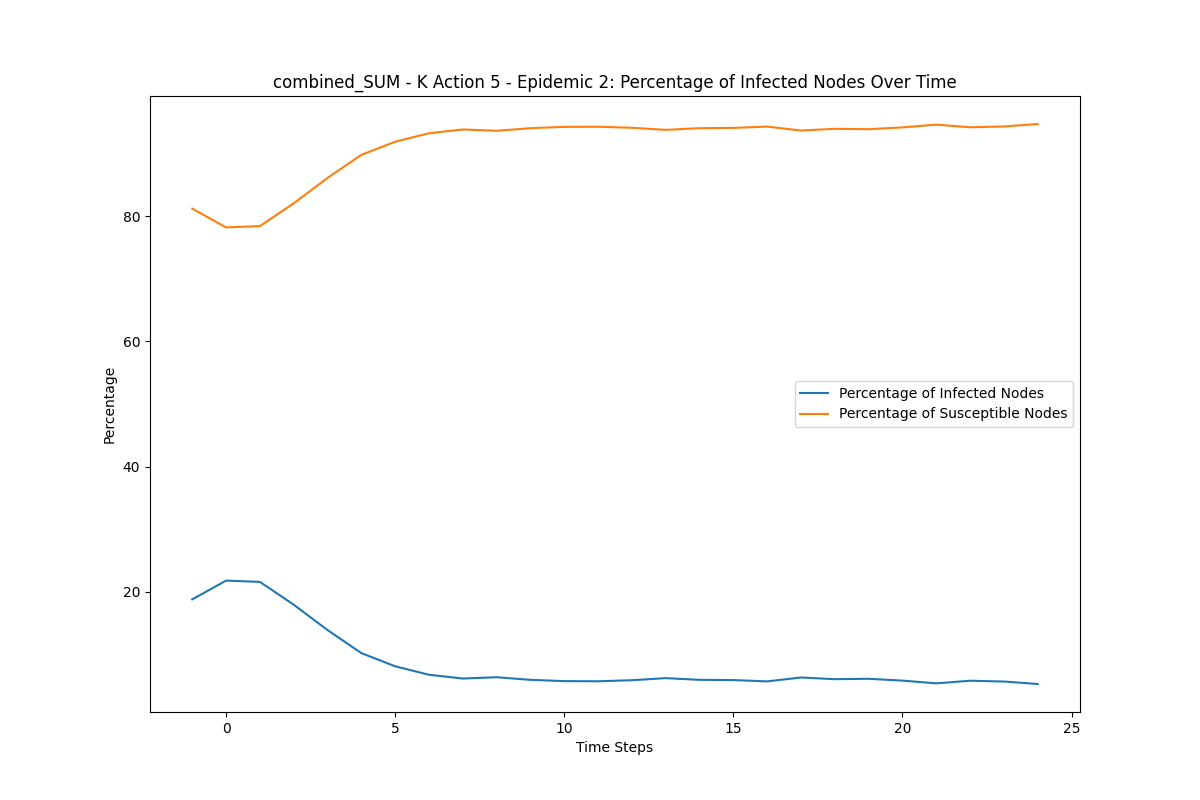 combined_SUM - K Action 5 - Epidemic 2: Percentage of Infected Nodes Over Time
80
60
40
20
Percentage
Percentage of Infected Nodes
Percentage of Susceptible Nodes
0
5
10
15
20
25
Time Steps